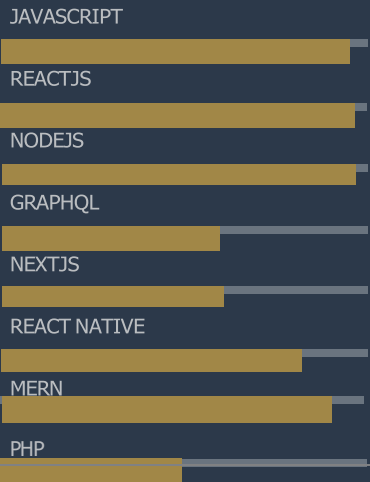 JAVASCRIPT
REACTJS
NODEJS
GRAPHQL
NEXTJS
REACT NATIVE
MERN
PHP